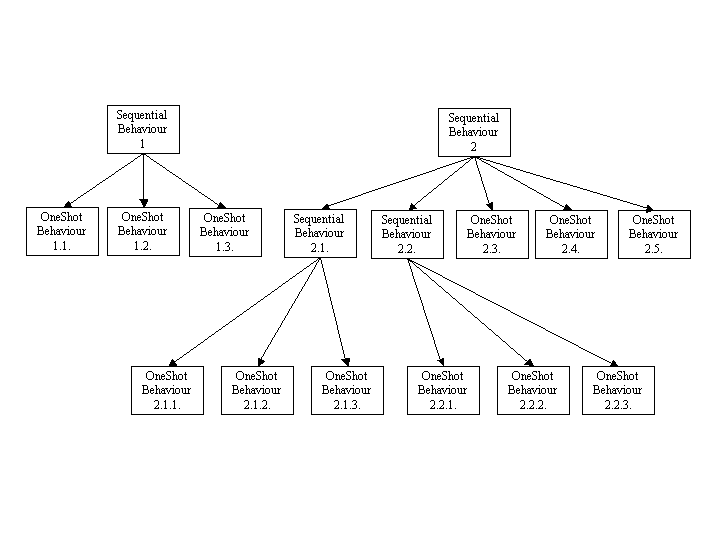 Sequential
Behaviour
1
Sequential
Behaviour
2
OneShot
Behaviour
1.1.
OneShot
Behaviour
1.2.
OneShot
Behaviour
1.3.
Sequential
Behaviour
2.1.
Sequential
Behaviour
2.2.
OneShot
Behaviour
2.3.
OneShot
Behaviour
2.4.
OneShot
Behaviour
2.5.
OneShot
Behaviour
2.1.1.
OneShot
Behaviour
2.1.2.
OneShot
Behaviour
2.1.3.
OneShot
Behaviour
2.2.1.
OneShot
Behaviour
2.2.2.
OneShot
Behaviour
2.2.3.